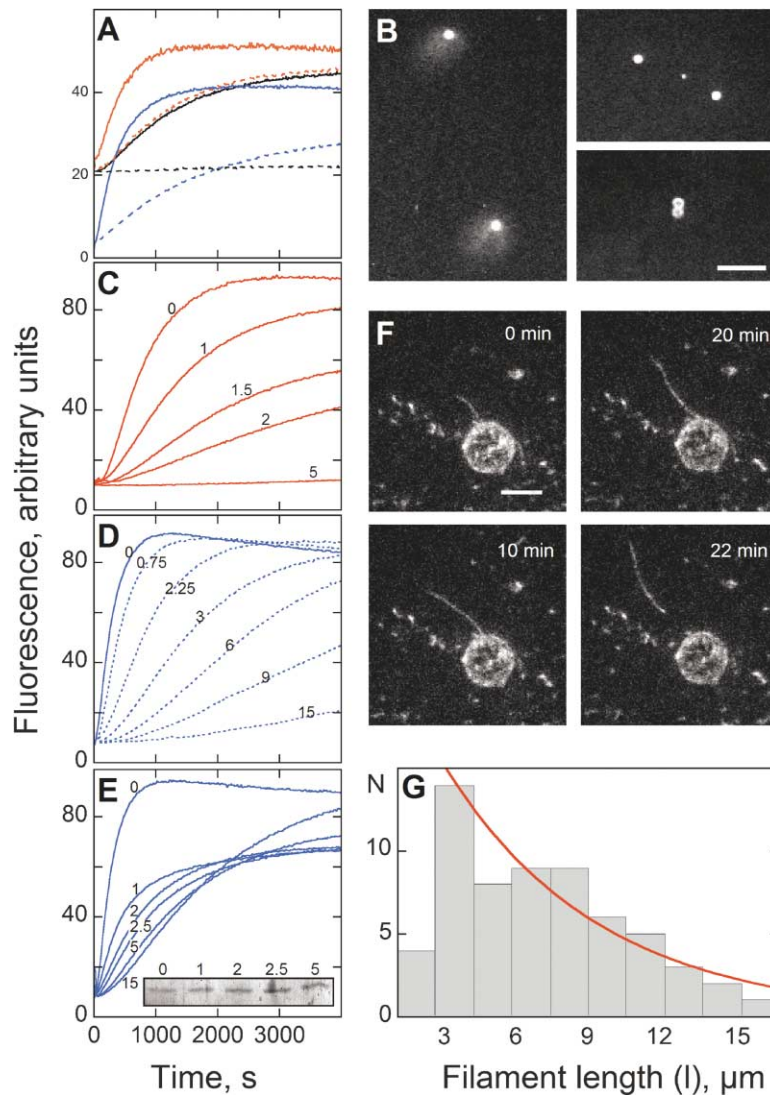 A
40
20
0
B
C
80
40
0
0
1
1.5
2
5
F
0 min
20 min
10 min
22 min
D
80
40
0
0
0.75
2.25
3
6
9
15
E
80
40
0
0
1
2
2.5
5
15
0 1 2 2.5 5
0 1000 2000 3000
Time, s
Fluorescence, arbitrary units
G
N
10
5
0
3 6 9 12 15
Filament length (l), µm